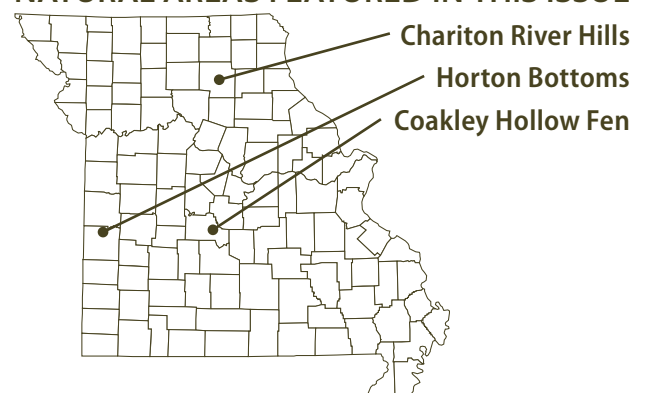 NATURAL AREAS FEATURED IN THIS ISSUE
Chariton River Hills
Horton Bottoms
Coakley Hollow Fen